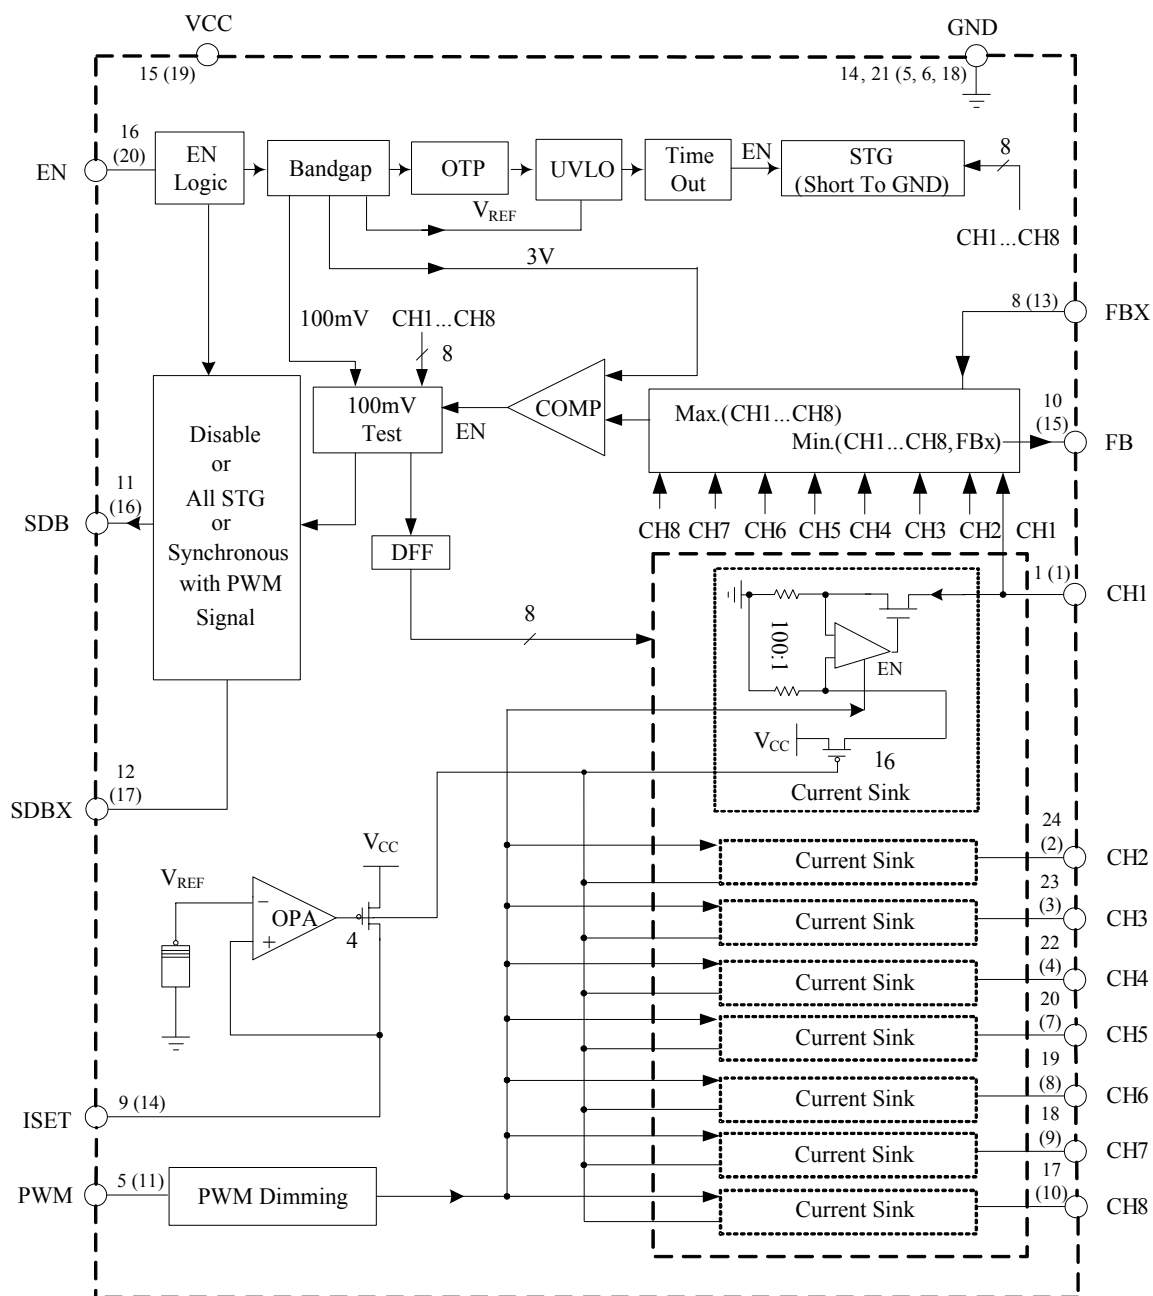 VCC
GND
15 (19)
14, 21 (5, 6, 18)
16
(20)
EN
EN
Logic
Bandgap
OTP
UVLO
Time
Out
EN
STG
(Short To GND)
8
V_REF
CH1...CH8
3V
100mV
CH1...CH8
8
8 (13)
FBX
100mV
Test
EN
COMP
Max.(CH1...CH8)
Min.(CH1...CH8, FBx)
10
(15)
FB
Disable
or
All STG
or
Synchronous
with PWM
Signal
11
(16)
SDB
DFF
CH8
CH7
CH6
CH5
CH4
CH3
CH2
CH1
1 (1)
CH1
8
100:1
EN
V_CC
16
Current Sink
12
(17)
SDBX
V_CC
V_REF
−
+
OPA
4
24
Current Sink
(2)
CH2
23
Current Sink
(3)
CH3
22
Current Sink
(4)
CH4
20
Current Sink
(7)
CH5
19
Current Sink
(8)
CH6
18
Current Sink
(9)
CH7
17
Current Sink
(10)
CH8
ISET
9 (14)
PWM
5 (11)
PWM Dimming